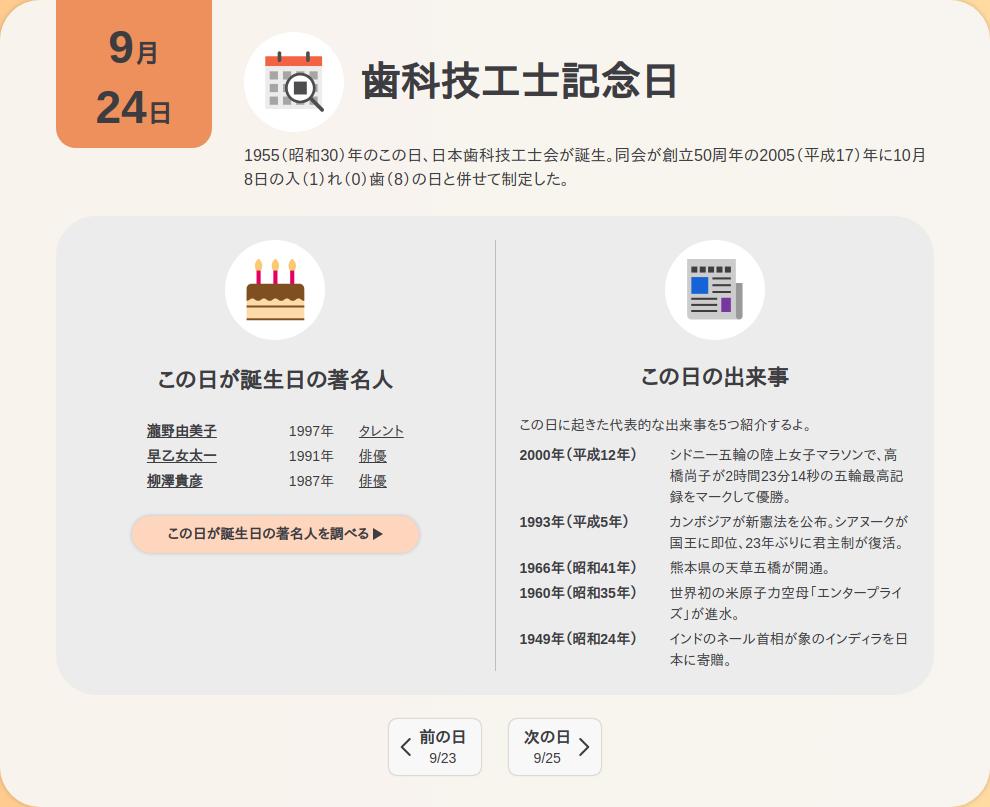 9月
24日
歯科技工士記念日
1955（昭和30）年のこの日、日本歯科技工士会が誕生。同会が創立50周年の2005（平成17）年に10月
8日の入（1）れ（0）歯（8）の日と併せて制定した。
この日が誕生日の著名人
瀧野由美子 1997年 タレント
早乙女太一 1991年 俳優
柳澤貴彦 1987年 俳優
この日が誕生日の著名人を調べる▶
この日の出来事
この日に起きた代表的な出来事を5つ紹介するよ。
2000年（平成12年） シドニー五輪の陸上女子マラソンで、高
橋尚子が2時間23分14秒の五輪最高記
録をマークして優勝。
1993年（平成5年） カンボジアが新憲法を公布。シアヌークが
国王に即位、23年ぶりに君主制が復活。
1966年（昭和41年） 熊本県の天草五橋が開通。
1960年（昭和35年） 世界初の米原子力空母「エンタープライ
ズ」が進水。
1949年（昭和24年） インドのネール首相が象のインディラを日
本に寄贈。
前の日
9/23
次の日
9/25